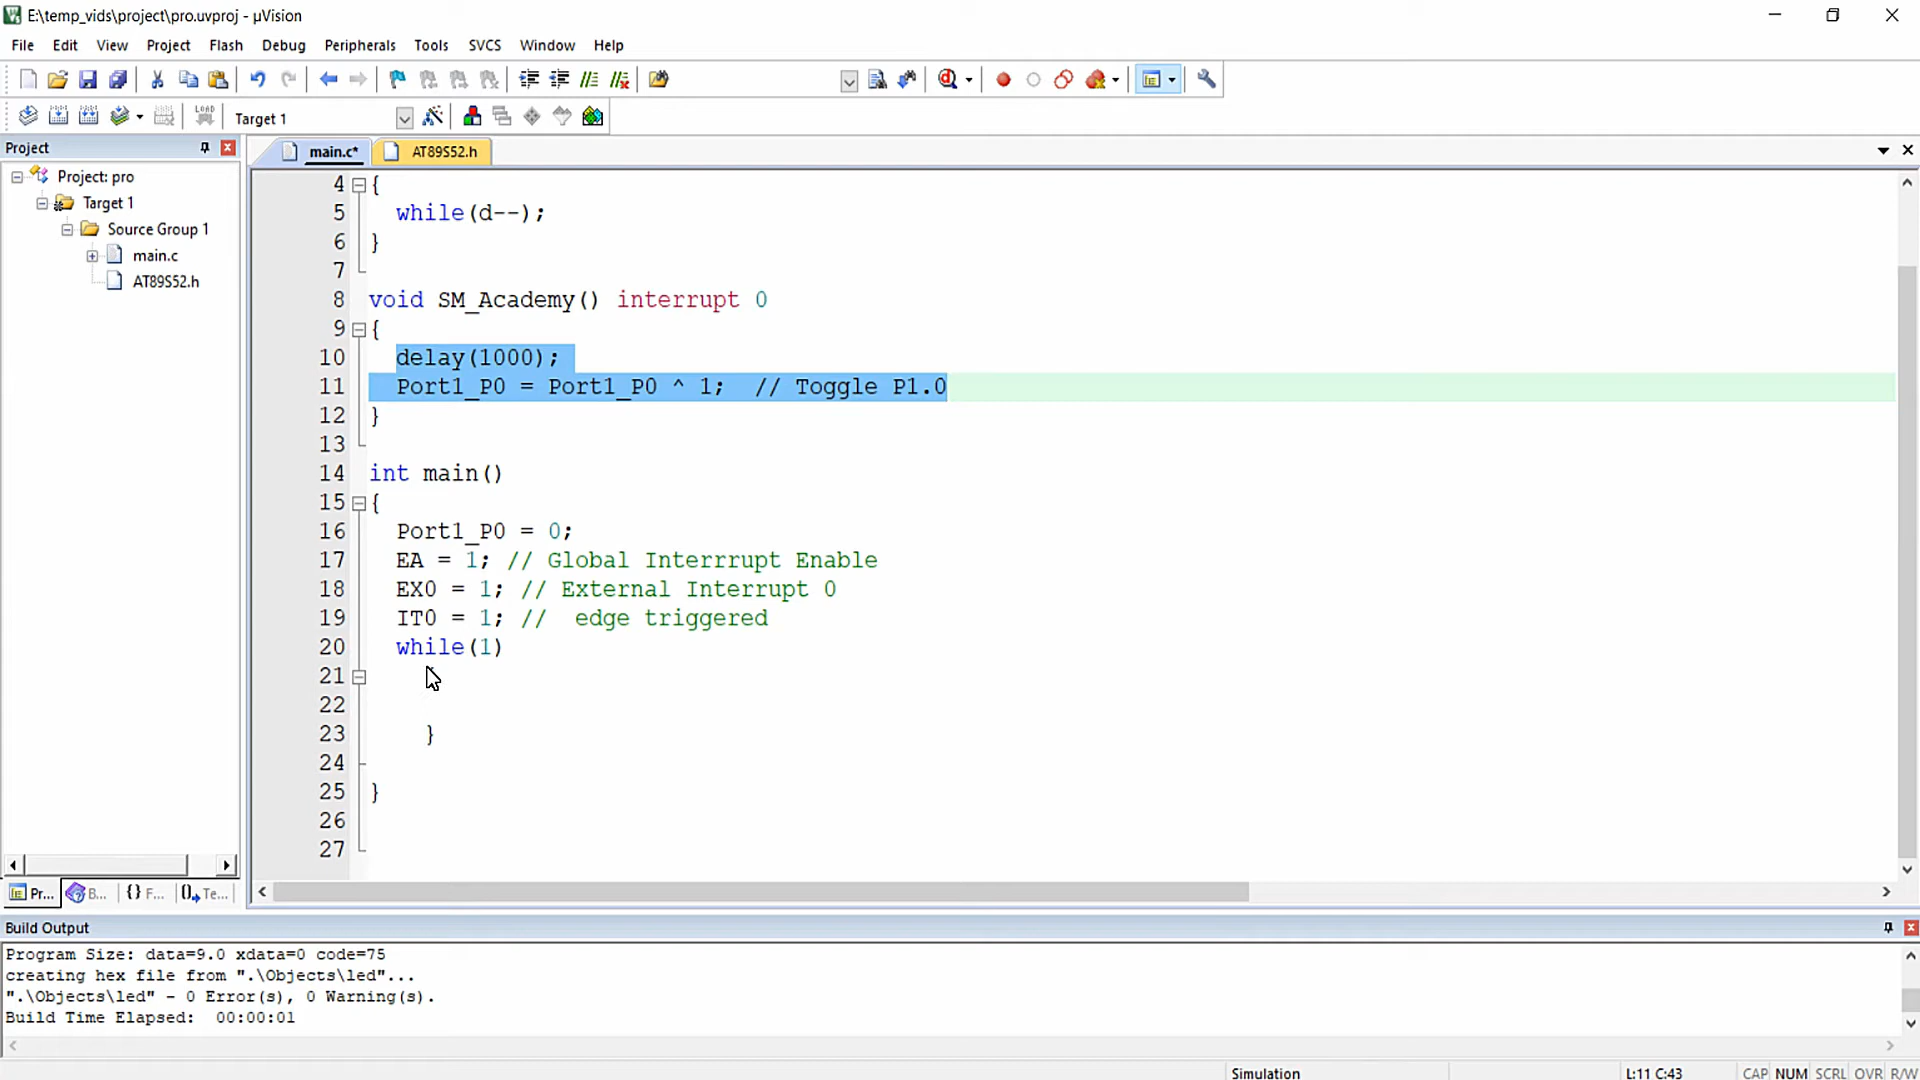 E:\temp_vids\project\pro.uvproj - µVision
File Edit View Project Flash Debug Peripherals Tools SVCS Window Help
LOAD Target 1
Project
main.c* AT89S52.h
Project: pro
Target 1
Source Group 1
main.c
AT89S52.h
4 {
5 while(d--);
6 }
7
8 void SM_Academy() interrupt 0
9 {
10 delay(1000);
11 Port1_P0 = Port1_P0 ^ 1; // Toggle P1.0
12 }
13
14 int main()
15 {
16 Port1_P0 = 0;
17 EA = 1; // Global Interrrupt Enable
18 EX0 = 1; // External Interrupt 0
19 IT0 = 1; // edge triggered
20 while(1)
21
22
23 }
24
25 }
26
27
Pr... B... {} F... () Te...
Build Output
Program Size: data=9.0 xdata=0 code=75
creating hex file from ".\Objects\led"...
".\Objects\led" - 0 Error(s), 0 Warning(s).
Build Time Elapsed: 00:00:01
Simulation L:11 C:43 CAP NUM SCRL OVR R/W